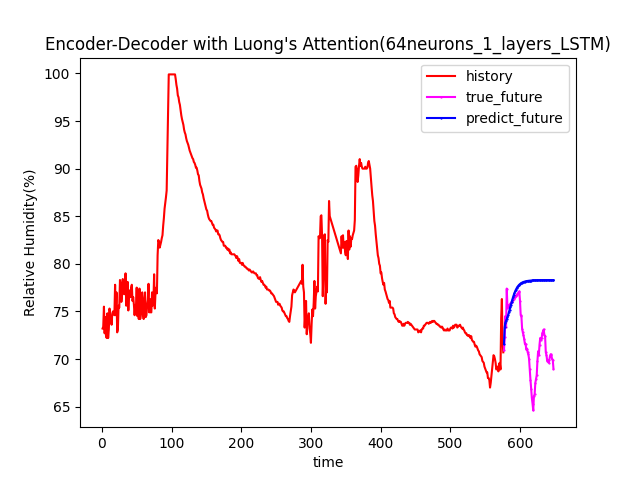 Encoder-Decoder with Luong's Attention(64neurons_1_layers_LSTM)
history
true_future
predict_future
Relative Humidity(%)
100
95
90
85
80
75
70
65
0
100
200
300
400
500
600
time